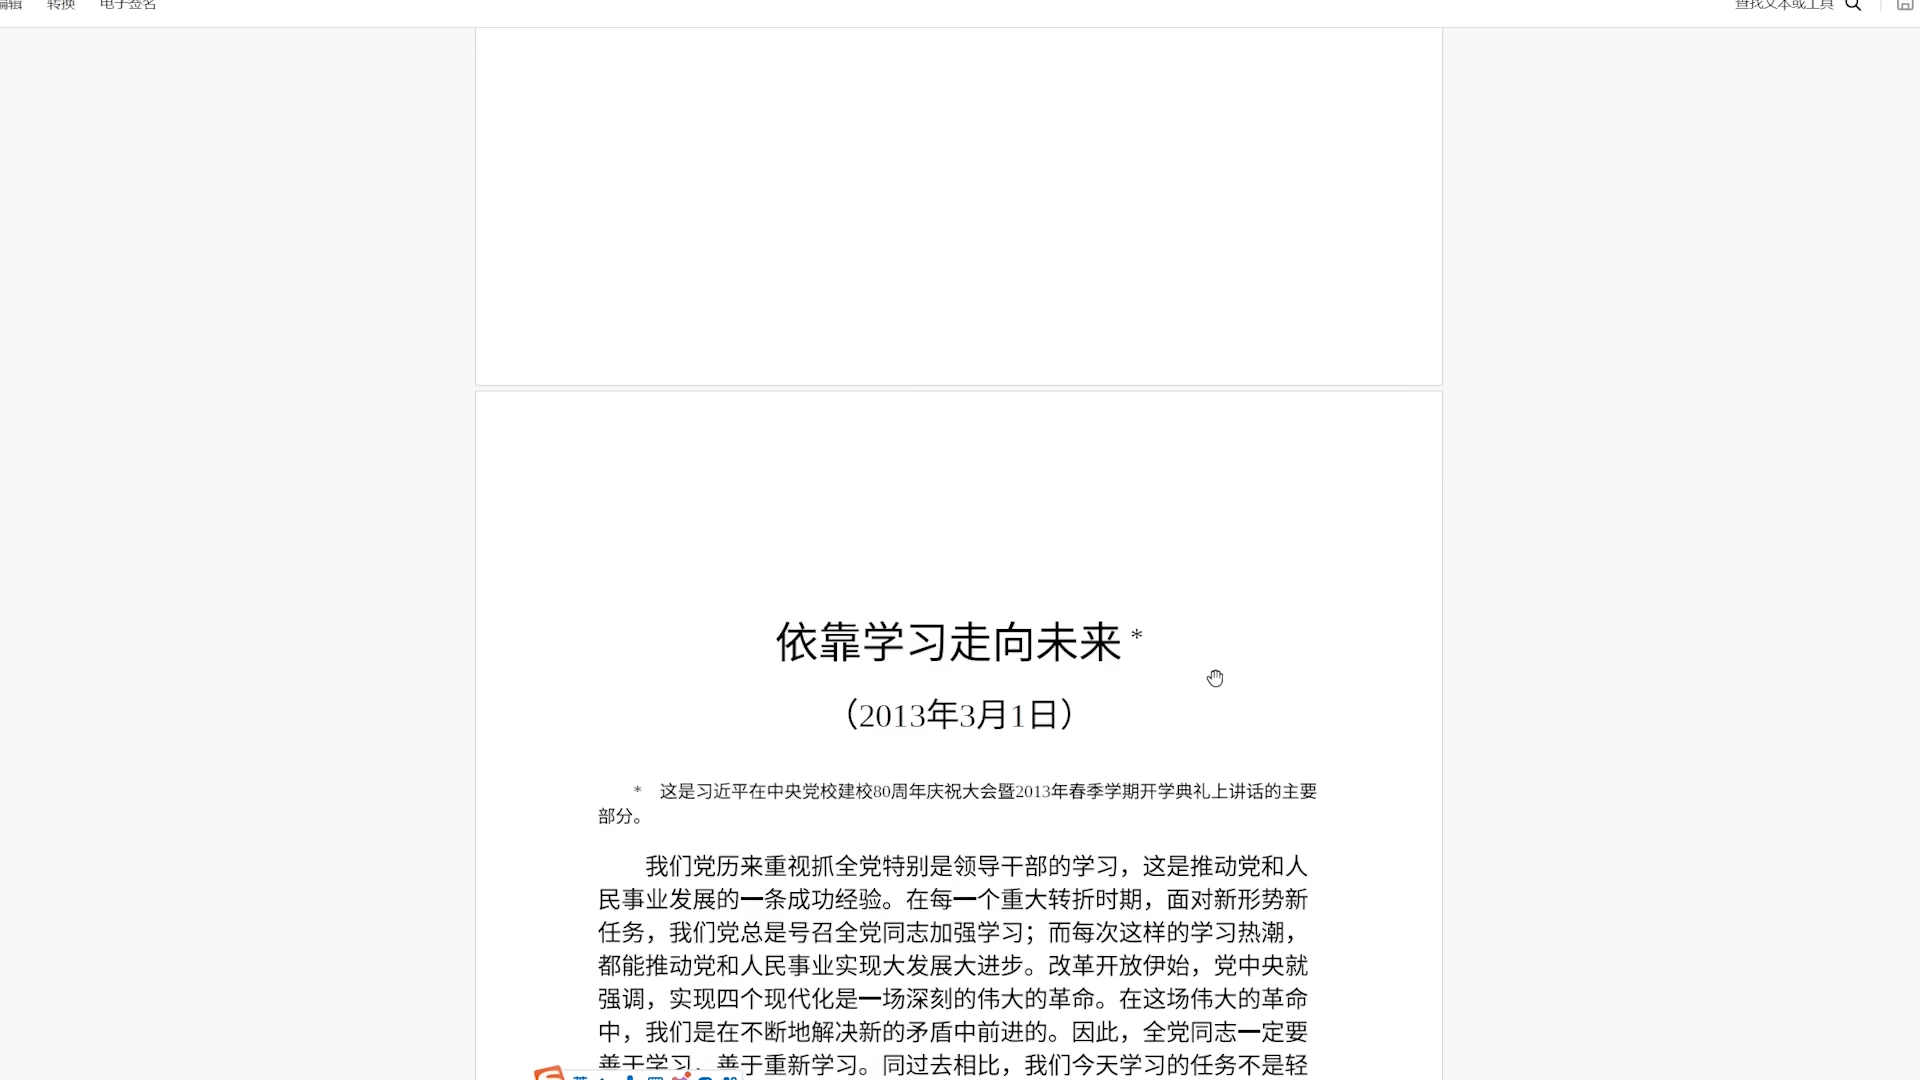 编辑 转换 电子签名 查找文本或工具
依靠学习走向未来*
（2013年3月1日）
* 这是习近平在中央党校建校80周年庆祝大会暨2013年春季学期开学典礼上讲话的主要
部分。
我们党历来重视抓全党特别是领导干部的学习，这是推动党和人
民事业发展的一条成功经验。在每一个重大转折时期，面对新形势新
任务，我们党总是号召全党同志加强学习；而每次这样的学习热潮，
都能推动党和人民事业实现大发展大进步。改革开放伊始，党中央就
强调，实现四个现代化是一场深刻的伟大的革命。在这场伟大的革命
中，我们是在不断地解决新的矛盾中前进的。因此，全党同志一定要
善于学习，善于重新学习。同过去相比，我们今天学习的任务不是轻